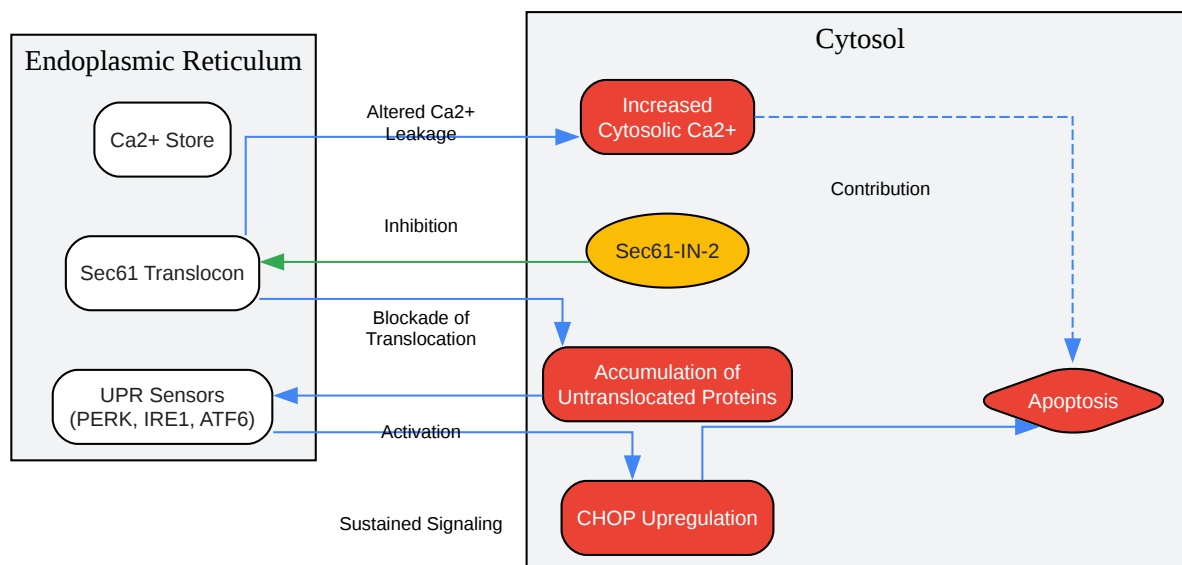 Endoplasmic Reticulum
Cytosol
Ca2+ Store
Altered Ca2+
Leakage
Increased
Cytosolic Ca2+
Contribution
Inhibition
Sec61 Translocon
Sec61-IN-2
Blockade of
Translocation
Accumulation of
Untranslocated Proteins
UPR Sensors
(PERK, IRE1, ATF6)
Apoptosis
Activation
CHOP Upregulation
Sustained Signaling